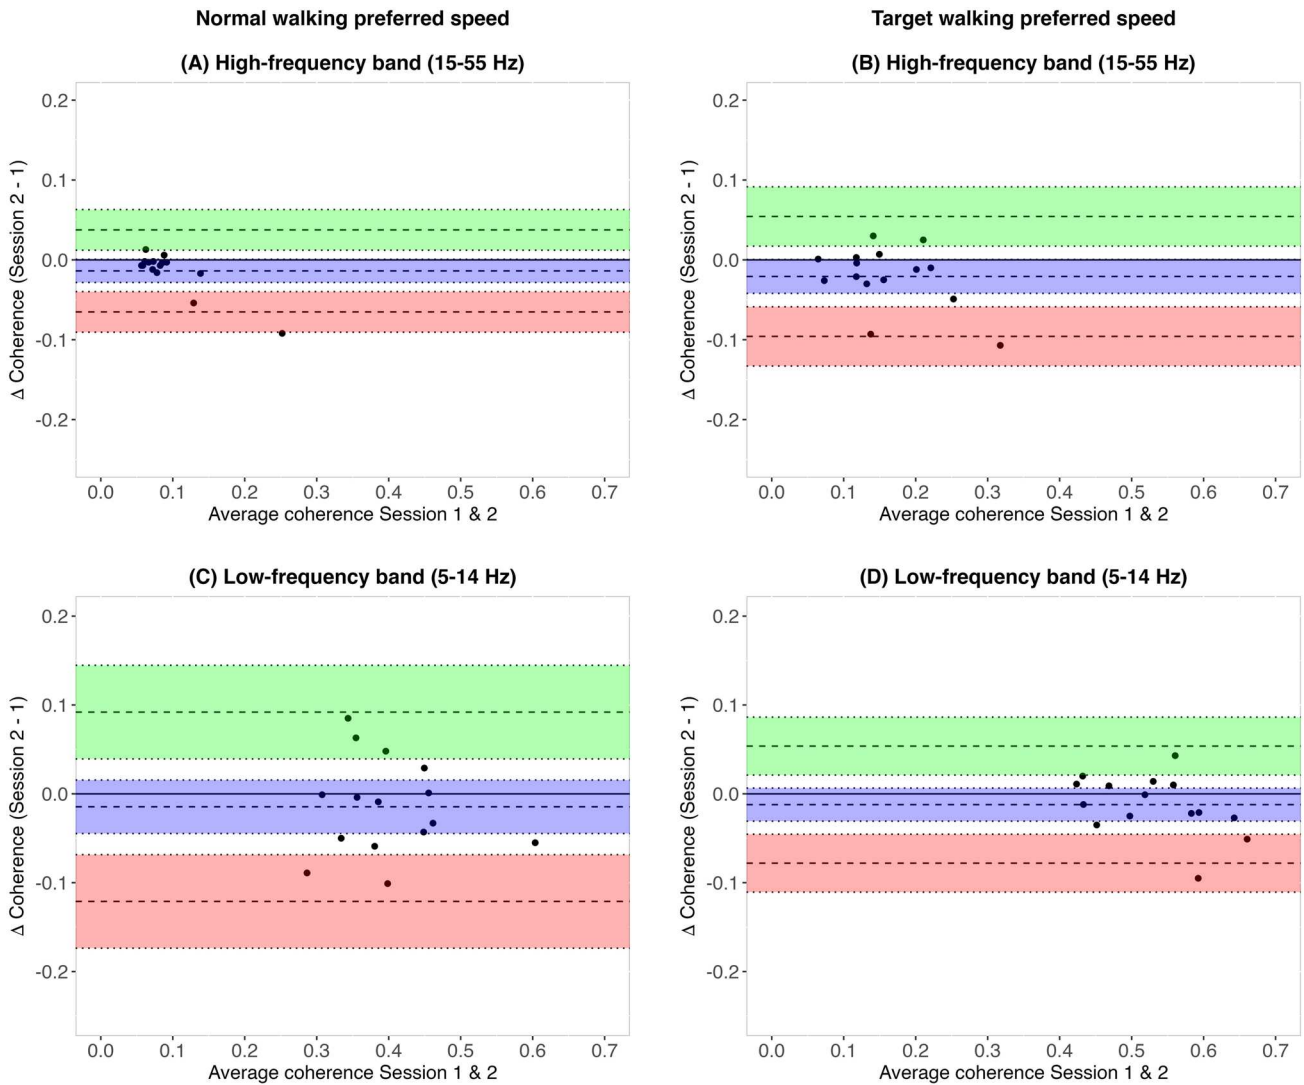 Normal walking preferred speed
Target walking preferred speed
(A) High-frequency band (15-55 Hz)
(B) High-frequency band (15-55 Hz)
Δ Coherence (Session 2 - 1)
0.2
0.1
0.0
-0.1
-0.2
0.0 0.1 0.2 0.3 0.4 0.5 0.6 0.7
Average coherence Session 1 & 2
Δ Coherence (Session 2 - 1)
0.2
0.1
0.0
-0.1
-0.2
0.0 0.1 0.2 0.3 0.4 0.5 0.6 0.7
Average coherence Session 1 & 2
(C) Low-frequency band (5-14 Hz)
(D) Low-frequency band (5-14 Hz)
Δ Coherence (Session 2 - 1)
0.2
0.1
0.0
-0.1
-0.2
0.0 0.1 0.2 0.3 0.4 0.5 0.6 0.7
Average coherence Session 1 & 2
Δ Coherence (Session 2 - 1)
0.2
0.1
0.0
-0.1
-0.2
0.0 0.1 0.2 0.3 0.4 0.5 0.6 0.7
Average coherence Session 1 & 2